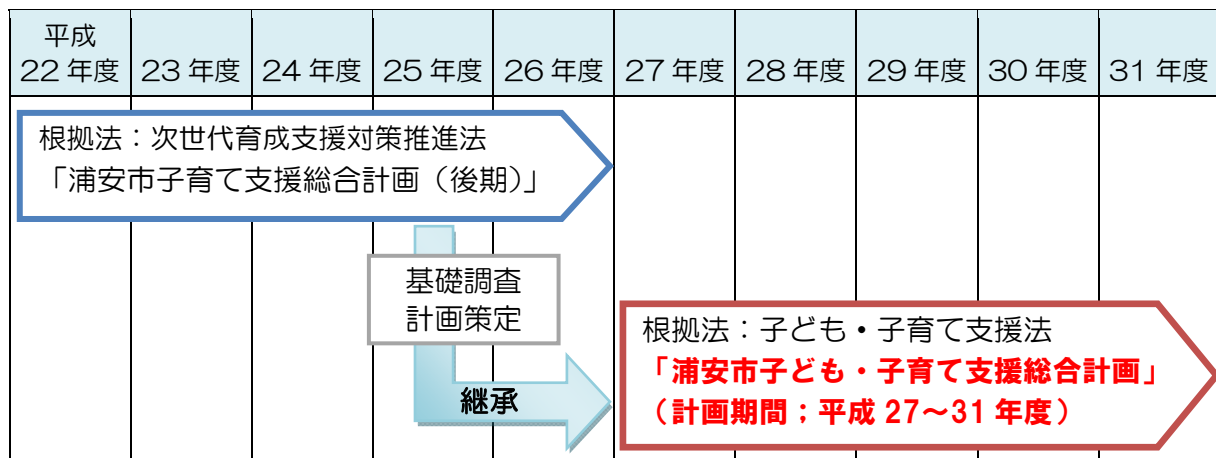 平成
22 年度 23 年度 24 年度 25 年度 26 年度 27 年度 28 年度 29 年度 30 年度 31 年度
根拠法：次世代育成支援対策推進法
「浦安市子育て支援総合計画（後期）」
基礎調査
計画策定
継承
根拠法：子ども・子育て支援法
「浦安市子ども・子育て支援総合計画」
（計画期間；平成 27～31 年度）